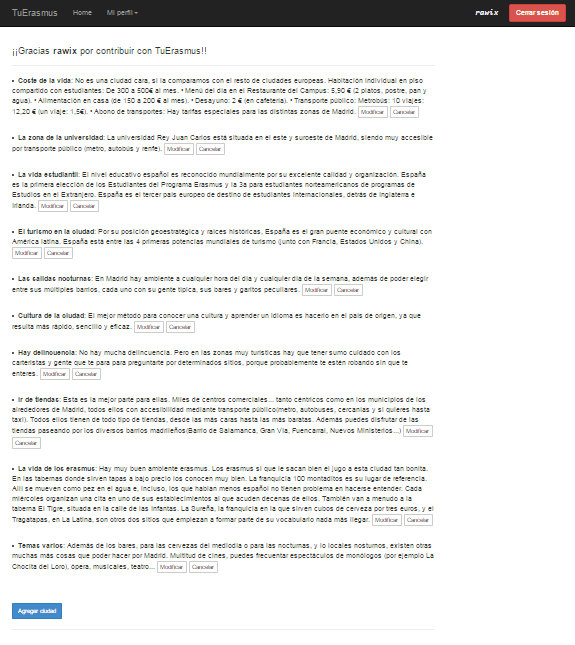 TuErasmus Home Mi perfil rawix Cerrar sesión
¡¡Gracias rawix por contribuir con TuErasmus!!
• Coste de la vida: No es una ciudad cara, si la comparamos con el resto de ciudades europeas. Habitación individual en piso
compartido con estudiantes: De 300 a 500€ al mes. • Menú del día en el Restaurante del Campus: 5,90 € (2 platos, postre, pan y
agua). • Alimentación en casa (de 150 a 200 € al mes). • Desayuno: 2 € (en cafetería). • Transporte público: Metrobús: 10 viajes:
12,20 € (un viaje: 1,5€). • Abono de transportes: Hay tarifas especiales para las distintas zonas de Madrid. Modificar Cancelar
• La zona de la universidad: La universidad Rey Juan Carlos está situada en el este y suroeste de Madrid, siendo muy accesible
por transporte público (metro, autobús y renfe). Modificar Cancelar
• La vida estudiantil: El nivel educativo español es reconocido mundialmente por su excelente calidad y organización, España
es la primera elección de los Estudiantes del Programa Erasmus y la 3a para estudiantes norteamericanos de programas de
Estudios en el Extranjero. España es el tercer país europeo de destino de estudiantes internacionales, detrás de Inglaterra e
Irlanda. Modificar Cancelar
• El turismo en la ciudad: Por su posición geoestratégica y raíces históricas, España es el gran puente económico y cultural con
América latina. España está entre las 4 primeras potencias mundiales de turismo (junto con Francia, Estados Unidos y China).
Modificar Cancelar
• Las salidas nocturnas: En Madrid hay ambiente a cualquier hora del día y cualquier día de la semana, además de poder elegir
entre sus múltiples barrios, cada uno con su gente típica, sus bares y garitos peculiares. Modificar Cancelar
• Cultura de la ciudad: El mejor método para conocer una cultura y aprender un idioma es hacerlo en el país de origen, ya que
resulta más rápido, sencillo y eficaz. Modificar Cancelar
• Hay delincuencia: No hay mucha delincuencia. Pero en las zonas muy turísticas hay que tener sumo cuidado con los
carteristas y gente que te para para preguntarte por determinados sitios, porque probablemente te estén robando sin que te
enteres. Modificar Cancelar
• Ir de tiendas: Esta es la mejor parte para ellas. Miles de centros comerciales... tanto céntricos como en los municipios de los
alrededores de Madrid, todos ellos con accesibilidad mediante transporte público(metro, autobuses, cercanías y si quieres hasta
taxi). Todos ellos tienen de todo tipo de tiendas, desde las más caras hasta las más baratas. Además puedes disfrutar de las
tiendas paseando por los diversos barrios madrileños(Barrio de Salamanca, Gran Vía, Fuencarral, Nuevos Ministerios...) Modificar
Cancelar
• La vida de los erasmus: Hay muy buen ambiente erasmus. Los erasmus si que le sacan bien el jugo a esta ciudad tan bonita.
En las tabernas donde sirven tapas a bajo precio los conocen muy bien. La franquicia 100 montaditos es su lugar de referencia.
Allí se mueven como pez en el agua e, incluso, los que hablan menos español no tienen problema en hacerse entender. Cada
miércoles organizan una cita en uno de sus establecimientos al que acuden decenas de ellos. También van a menudo a la
taberna El Tigre, situada en la calle de las Infantas. La Sureña, la franquicia en la que sirven cubos de cerveza por tres euros, y el
Tragatapas, en La Latina, son otros dos sitios que empiezan a formar parte de su vocabulario nada más llegar. Modificar Cancelar
• Temas varios: Además de los bares, para las cervezas del mediodía o para las nocturnas, y lo locales nosturnos, existen otras
muchas más cosas que poder hacer por Madrid. Multitud de cines, puedes frecuentar espectáculos de monólogos (por ejemplo La
Chocita del Loro), ópera, musicales, teatro... Modificar Cancelar
Agregar ciudad